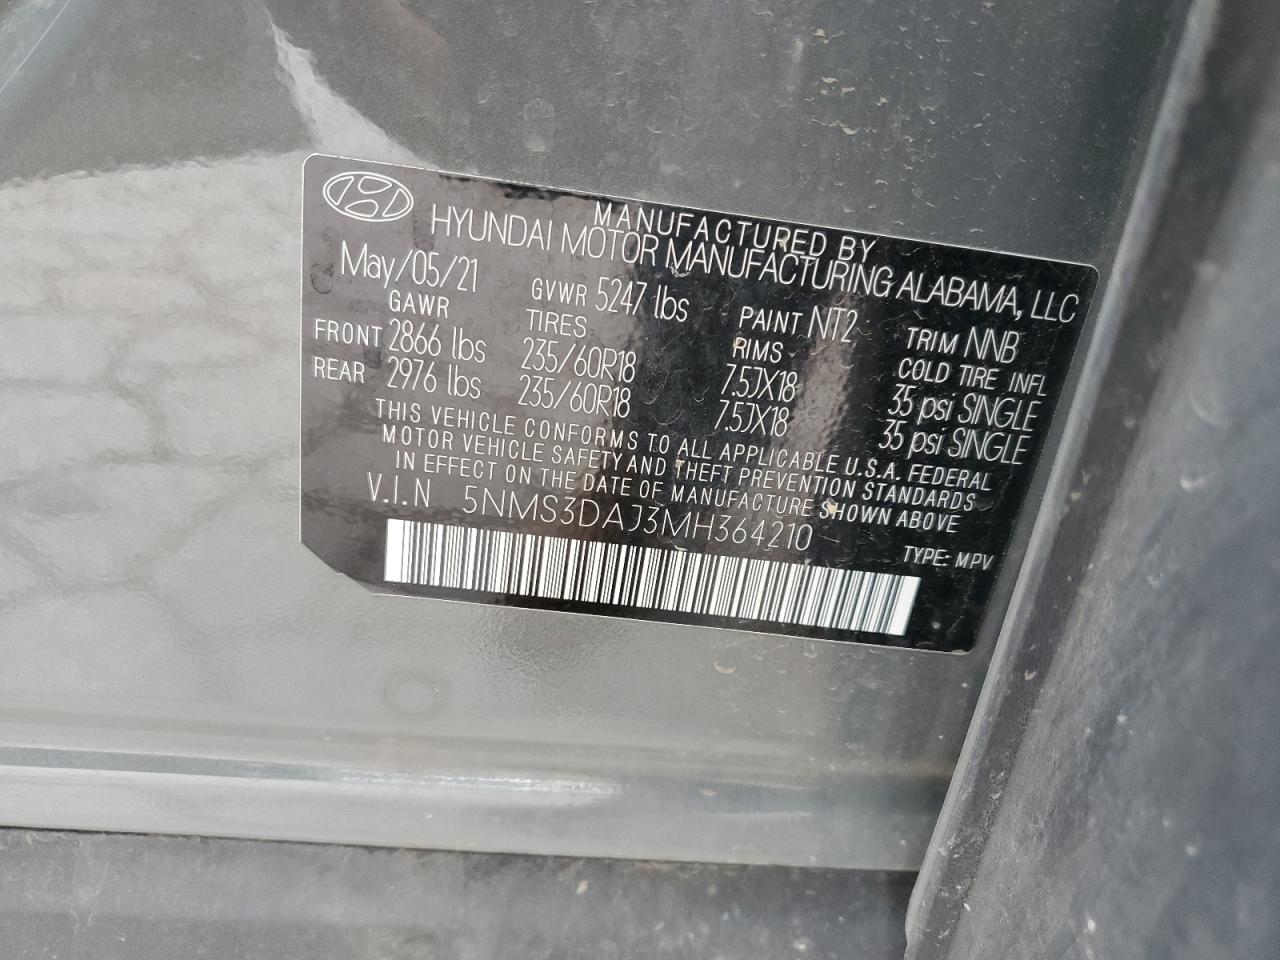 MANUFACTURED BY
HYUNDAI MOTOR MANUFACTURING ALABAMA, LLC
May/05/21 GVWR 5247 lbs PAINT NT2 TRIM NNB
GAWR TIRES RIMS COLD TIRE INFL
FRONT 2866 lbs 235/60R18 7.5JX18 35 psi SINGLE
REAR 2976 lbs 235/60R18 7.5JX18 35 psi SINGLE
THIS VEHICLE CONFORMS TO ALL APPLICABLE U.S.A. FEDERAL
MOTOR VEHICLE SAFETY AND THEFT PREVENTION STANDARDS
IN EFFECT ON THE DATE OF MANUFACTURE SHOWN ABOVE
V.I.N 5NMS3DAJ3MH364210
TYPE: MPV